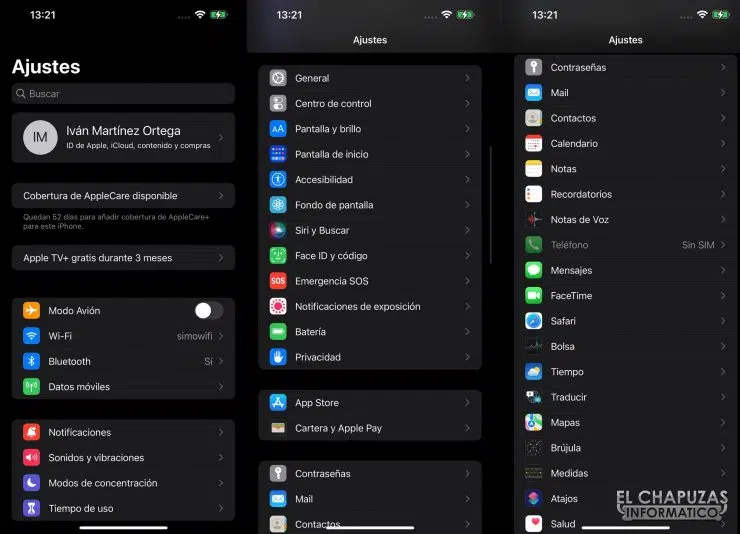 13:21
Ajustes
Buscar
IM
Iván Martínez Ortega
ID de Apple, iCloud, contenido y compras
Cobertura de AppleCare disponible
Quedan 52 días para añadir cobertura de AppleCare+
para este iPhone.
Apple TV+ gratis durante 3 meses
Modo Avión
Wi-Fi simowifi
Bluetooth Sí
Datos móviles
Notificaciones
Sonidos y vibraciones
Modos de concentración
Tiempo de uso
13:21
Ajustes
General
Centro de control
AA Pantalla y brillo
Pantalla de inicio
Accesibilidad
Fondo de pantalla
Siri y Buscar
Face ID y código
SOS Emergencia SOS
Notificaciones de exposición
Batería
Privacidad
App Store
Cartera y Apple Pay
Contraseñas
Mail
Contactos
13:21
Ajustes
Contraseñas
Mail
Contactos
Calendario
Notas
Recordatorios
Notas de Voz
Teléfono Sin SIM
Mensajes
FaceTime
Safari
Bolsa
Tiempo
Traducir
Mapas
Brújula
Medidas
Atajos
Salud
EL CHAPUZAS
INFORMÁTICO